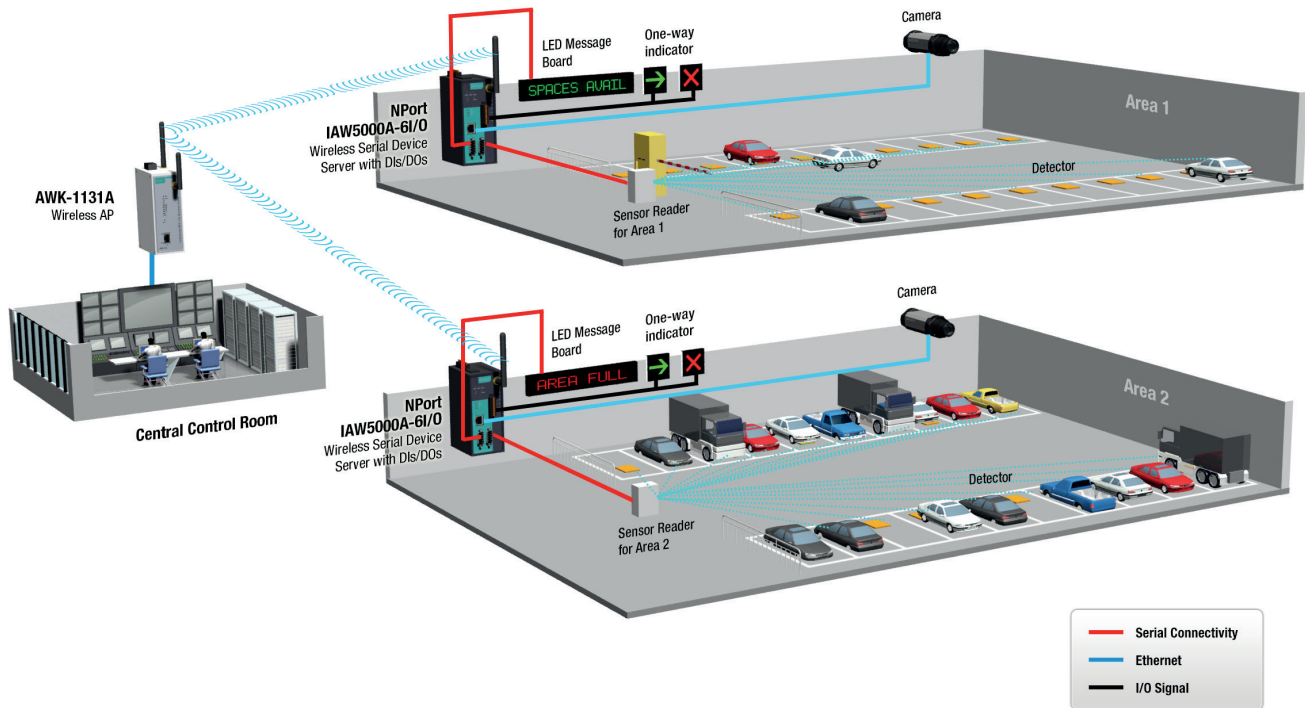 Camera
LED Message
Board
One-way
indicator
SPACES AVAIL
NPort
IAW5000A-6I/O
Wireless Serial Device
Server with DIs/DOs
Area 1
Detector
Sensor Reader
for Area 1
AWK-1131A
Wireless AP
Central Control Room
Camera
LED Message
Board
One-way
indicator
AREA FULL
NPort
IAW5000A-6I/O
Wireless Serial Device
Server with DIs/DOs
Area 2
Detector
Sensor Reader
for Area 2
Serial Connectivity
Ethernet
I/O Signal